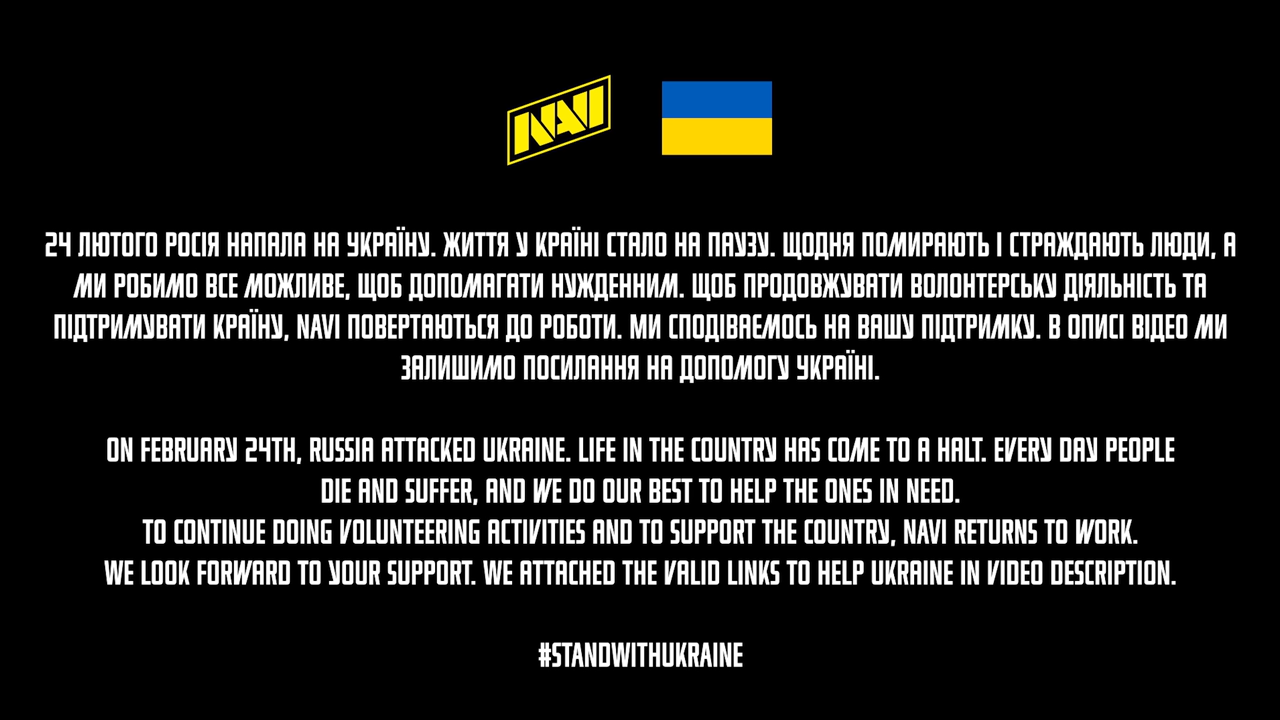 NAVI
24 ЛЮТОГО РОСІЯ НАПАЛА НА УКРАЇНУ. ЖИТТЯ У КРАЇНІ СТАЛО НА ПАУЗУ. ЩОДНЯ ПОМИРАЮТЬ І СТРАЖДАЮТЬ ЛЮДИ, А
МИ РОБИМО ВСЕ МОЖЛИВЕ, ЩОБ ДОПОМАГАТИ НУЖДЕННИМ. ЩОБ ПРОДОВЖУВАТИ ВОЛОНТЕРСЬКУ ДІЯЛЬНІСТЬ ТА
ПІДТРИМУВАТИ КРАЇНУ, NAVI ПОВЕРТАЮТЬСЯ ДО РОБОТИ. МИ СПОДІВАЄМОСЬ НА ВАШУ ПІДТРИМКУ. В ОПИСІ ВІДЕО МИ
ЗАЛИШИМО ПОСИЛАННЯ НА ДОПОМОГУ УКРАЇНІ.
ON FEBRUARY 24TH, RUSSIA ATTACKED UKRAINE. LIFE IN THE COUNTRY HAS COME TO A HALT. EVERY DAY PEOPLE
DIE AND SUFFER, AND WE DO OUR BEST TO HELP THE ONES IN NEED.
TO CONTINUE DOING VOLUNTEERING ACTIVITIES AND TO SUPPORT THE COUNTRY, NAVI RETURNS TO WORK.
WE LOOK FORWARD TO YOUR SUPPORT. WE ATTACHED THE VALID LINKS TO HELP UKRAINE IN VIDEO DESCRIPTION.
#STANDWITHUKRAINE